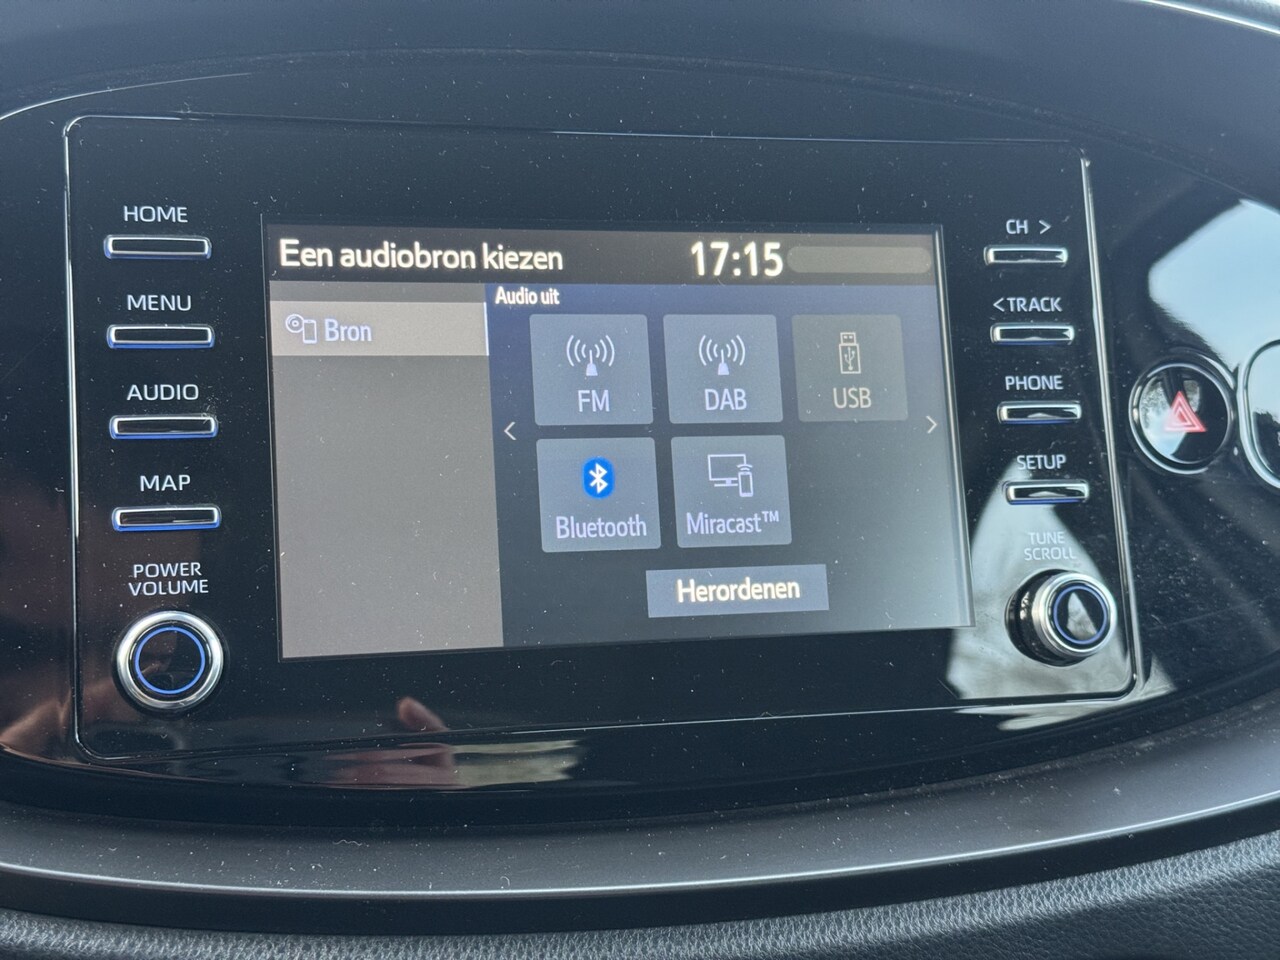 HOME
MENU
AUDIO
MAP
POWER
VOLUME
Een audiobron kiezen 17:15
Bron
Audio uit
FM DAB USB
< >
Bluetooth Miracast™
Herordenen
CH >
<TRACK
PHONE
SETUP
TUNE
SCROLL